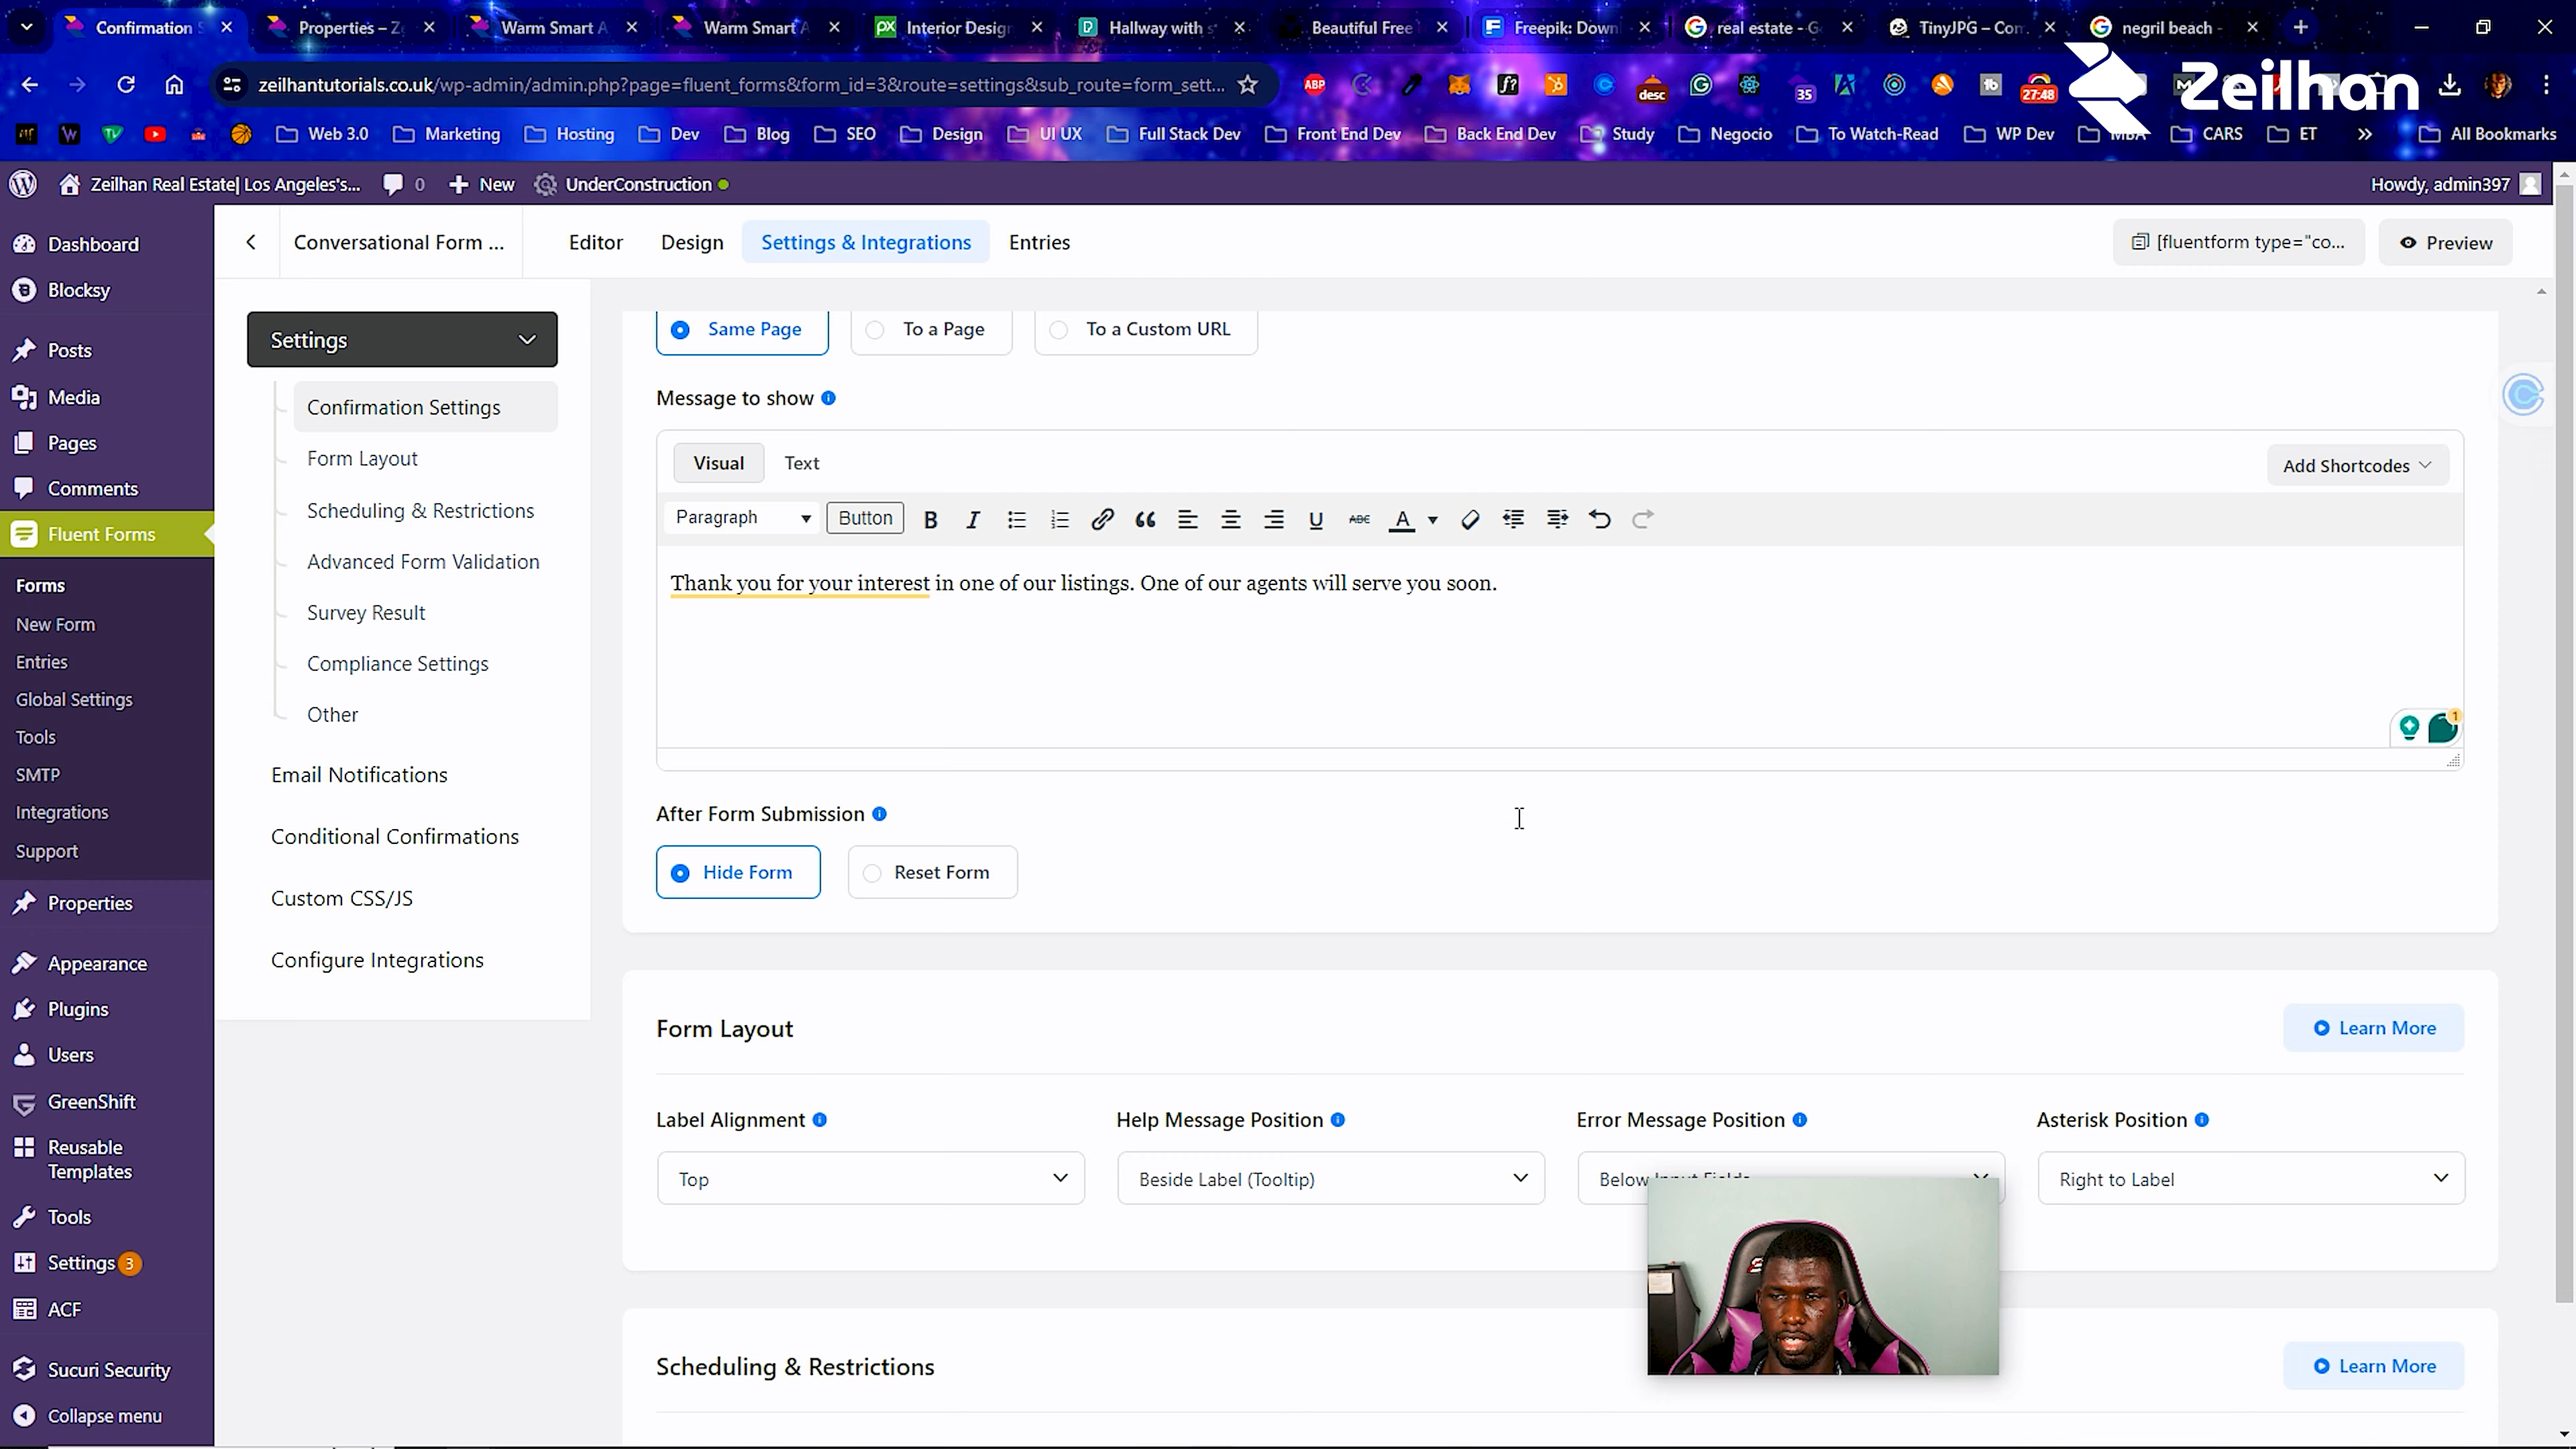 Confirmation S
Properties – Ze
Warm Smart A
Warm Smart A
Interior Design
Hallway with s
Beautiful Free
Freepik: Down
real estate - Go
TinyJPG – Com
negril beach -
zeilhantutorials.co.uk/wp-admin/admin.php?page=fluent_forms&form_id=3&route=settings&sub_route=form_sett...
ABP
f?
desc
35
tb
27:48
Zeilhan
Web 3.0
Marketing
Hosting
Dev
Blog
SEO
Design
UI UX
Full Stack Dev
Front End Dev
Back End Dev
Study
Negocio
To Watch-Read
WP Dev
MBA
CARS
ET
All Bookmarks
Zeilhan Real Estate| Los Angeles's...
0
New
UnderConstruction
Howdy, admin397
Dashboard
Blocksy
Posts
Media
Pages
Comments
Fluent Forms
Forms
New Form
Entries
Global Settings
Tools
SMTP
Integrations
Support
Properties
Appearance
Plugins
Users
GreenShift
Reusable
Templates
Tools
Settings 3
ACF
Sucuri Security
Collapse menu
Conversational Form ...
Editor
Design
Settings & Integrations
Entries
[fluentform type="co...
Preview
Settings
Confirmation Settings
Form Layout
Scheduling & Restrictions
Advanced Form Validation
Survey Result
Compliance Settings
Other
Email Notifications
Conditional Confirmations
Custom CSS/JS
Configure Integrations
Same Page
To a Page
To a Custom URL
Message to show
Visual
Text
Add Shortcodes
Paragraph
Button
B
I
U
ABC
A
Thank you for your interest in one of our listings. One of our agents will serve you soon.
1
After Form Submission
Hide Form
Reset Form
Form Layout
Learn More
Label Alignment
Help Message Position
Error Message Position
Asterisk Position
Top
Beside Label (Tooltip)
Below Input Fields
Right to Label
Scheduling & Restrictions
Learn More